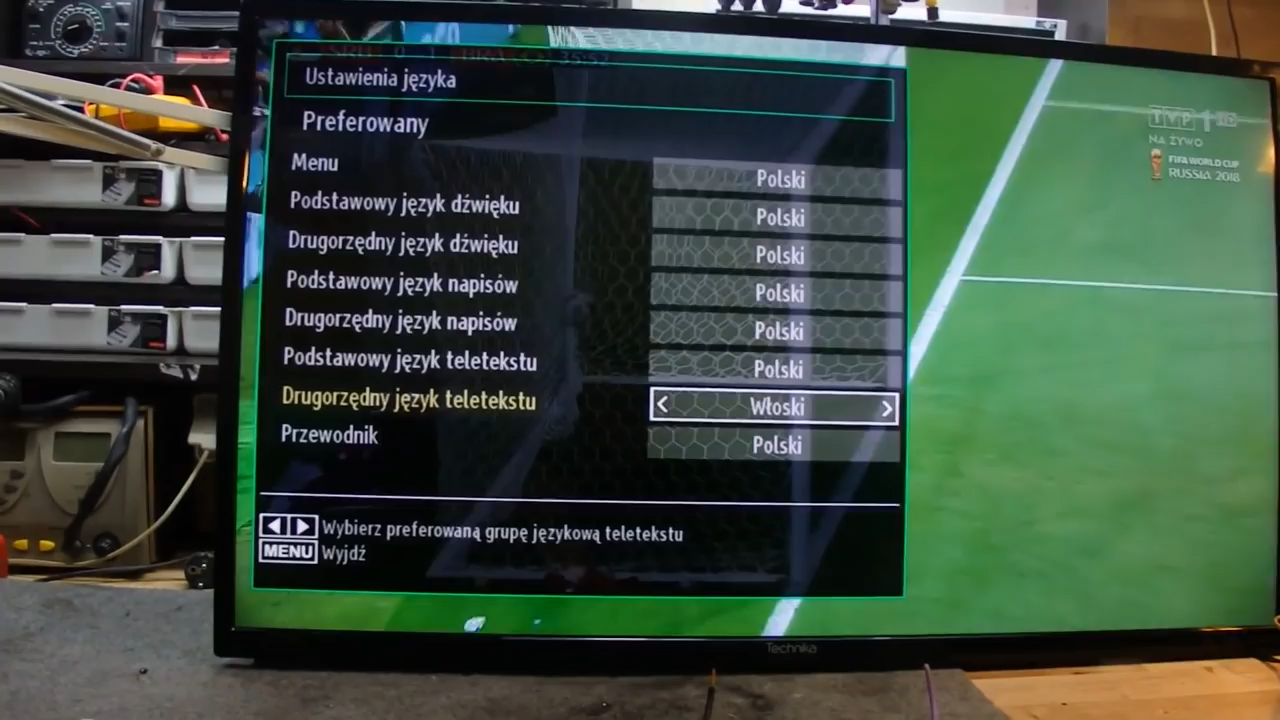 Ustawienia języka
Preferowany
Menu Polski
Podstawowy język dźwięku Polski
Drugorzędny język dźwięku Polski
Podstawowy język napisów Polski
Drugorzędny język napisów Polski
Podstawowy język teletekstu Polski
Drugorzędny język teletekstu < Włoski >
Przewodnik Polski
Wybierz preferowaną grupę językową teletekstu
MENU Wyjdź
TVP 1 HD
NA ŻYWO
FIFA WORLD CUP
RUSSIA 2018
Technika